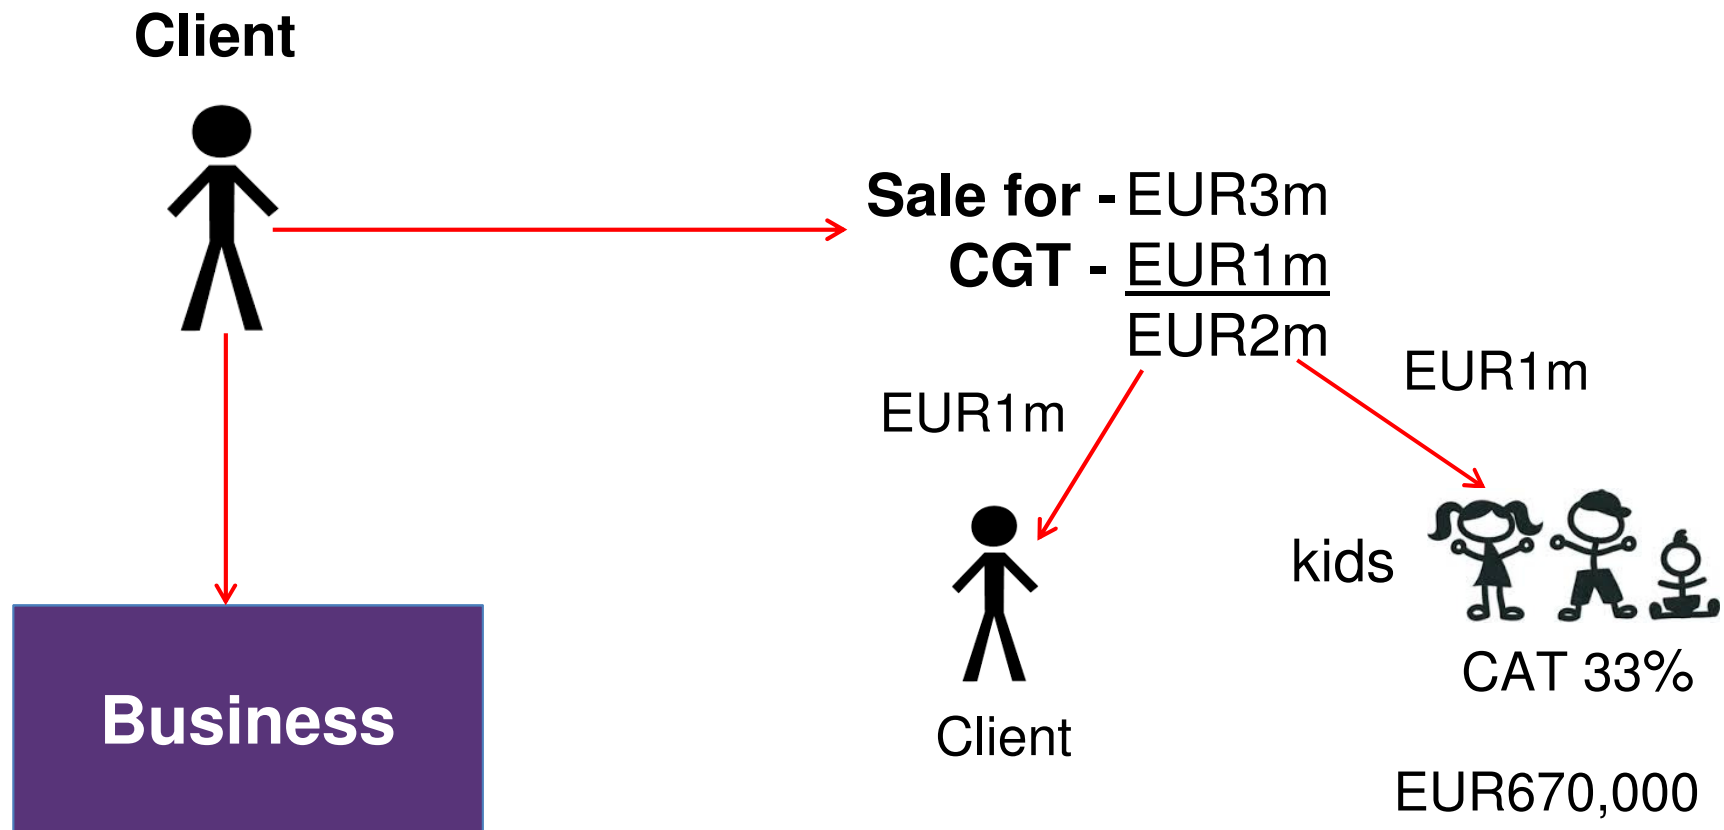 Client
Sale for - EUR3m
CGT - EUR1m
EUR2m
EUR1m
EUR1m
kids
CAT 33%
Client
Business
EUR670,000